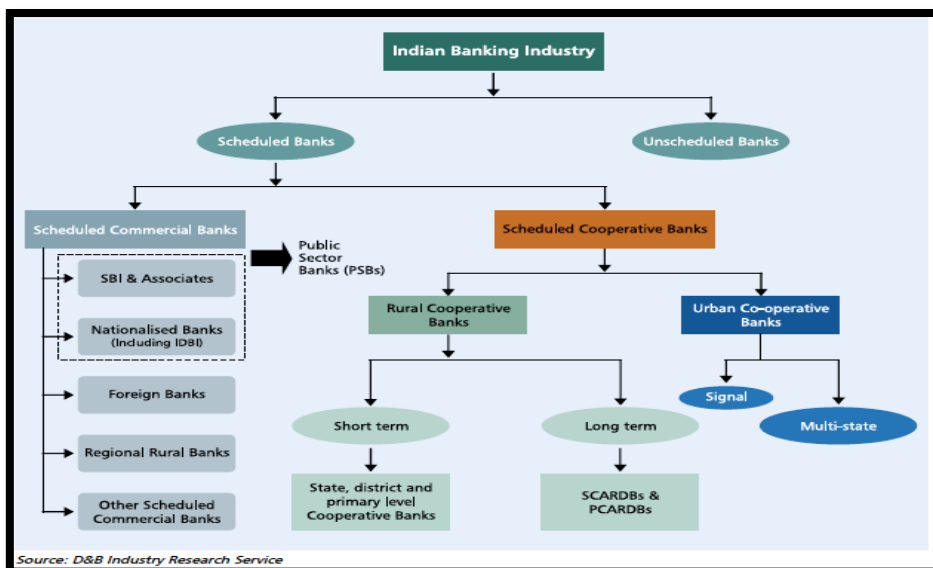 Indian Banking Industry
Scheduled Banks
Unscheduled Banks
Scheduled Commercial Banks
Scheduled Cooperative Banks
Public
Sector
Banks (PSBs)
SBI & Associates
Nationalised Banks
(Including IDBI)
Foreign Banks
Regional Rural Banks
Other Scheduled
Commercial Banks
Rural Cooperative
Banks
Urban Co-operative
Banks
Short term
Long term
Signal
Multi-state
State, district and
primary level
Cooperative Banks
SCARDBs &
PCARDBs
Source: D&B Industry Research Service